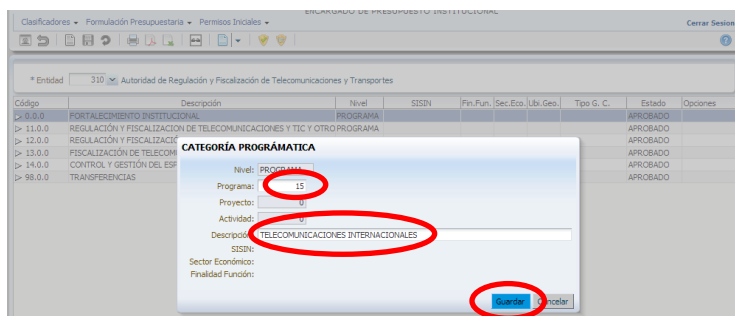 ENCARGADO DE PRESUPUESTO INSTITUCIONAL
Clasificadores Formulación Presupuestaria Permisos Iniciales Cerrar Sesion
* Entidad 310 Autoridad de Regulación y Fiscalización de Telecomunicaciones y Transportes
Código Descripción Nivel SISIN Fin.Fun. Sec.Eco. Ubi.Geo. Tipo G. C. Estado Opciones
0.0.0 FORTALECIMIENTO INSTITUCIONAL PROGRAMA APROBADO
11.0.0 REGULACIÓN Y FISCALIZACION DE TELECOMUNICACIONES Y TIC Y OTRO PROGRAMA APROBADO
12.0.0 REGULACIÓN Y FISCALIZACIÓ APROBADO
13.0.0 FISCALIZACIÓN DE TELECOM APROBADO
14.0.0 CONTROL Y GESTIÓN DEL ESP APROBADO
98.0.0 TRANSFERENCIAS APROBADO
CATEGORÍA PROGRÁMATICA
Nivel: PROGRAMA
Programa: 15
Proyecto: 0
Actividad: 0
Descripción: TELECOMUNICACIONES INTERNACIONALES
SISIN:
Sector Económico:
Finalidad Función:
Guardar Cancelar